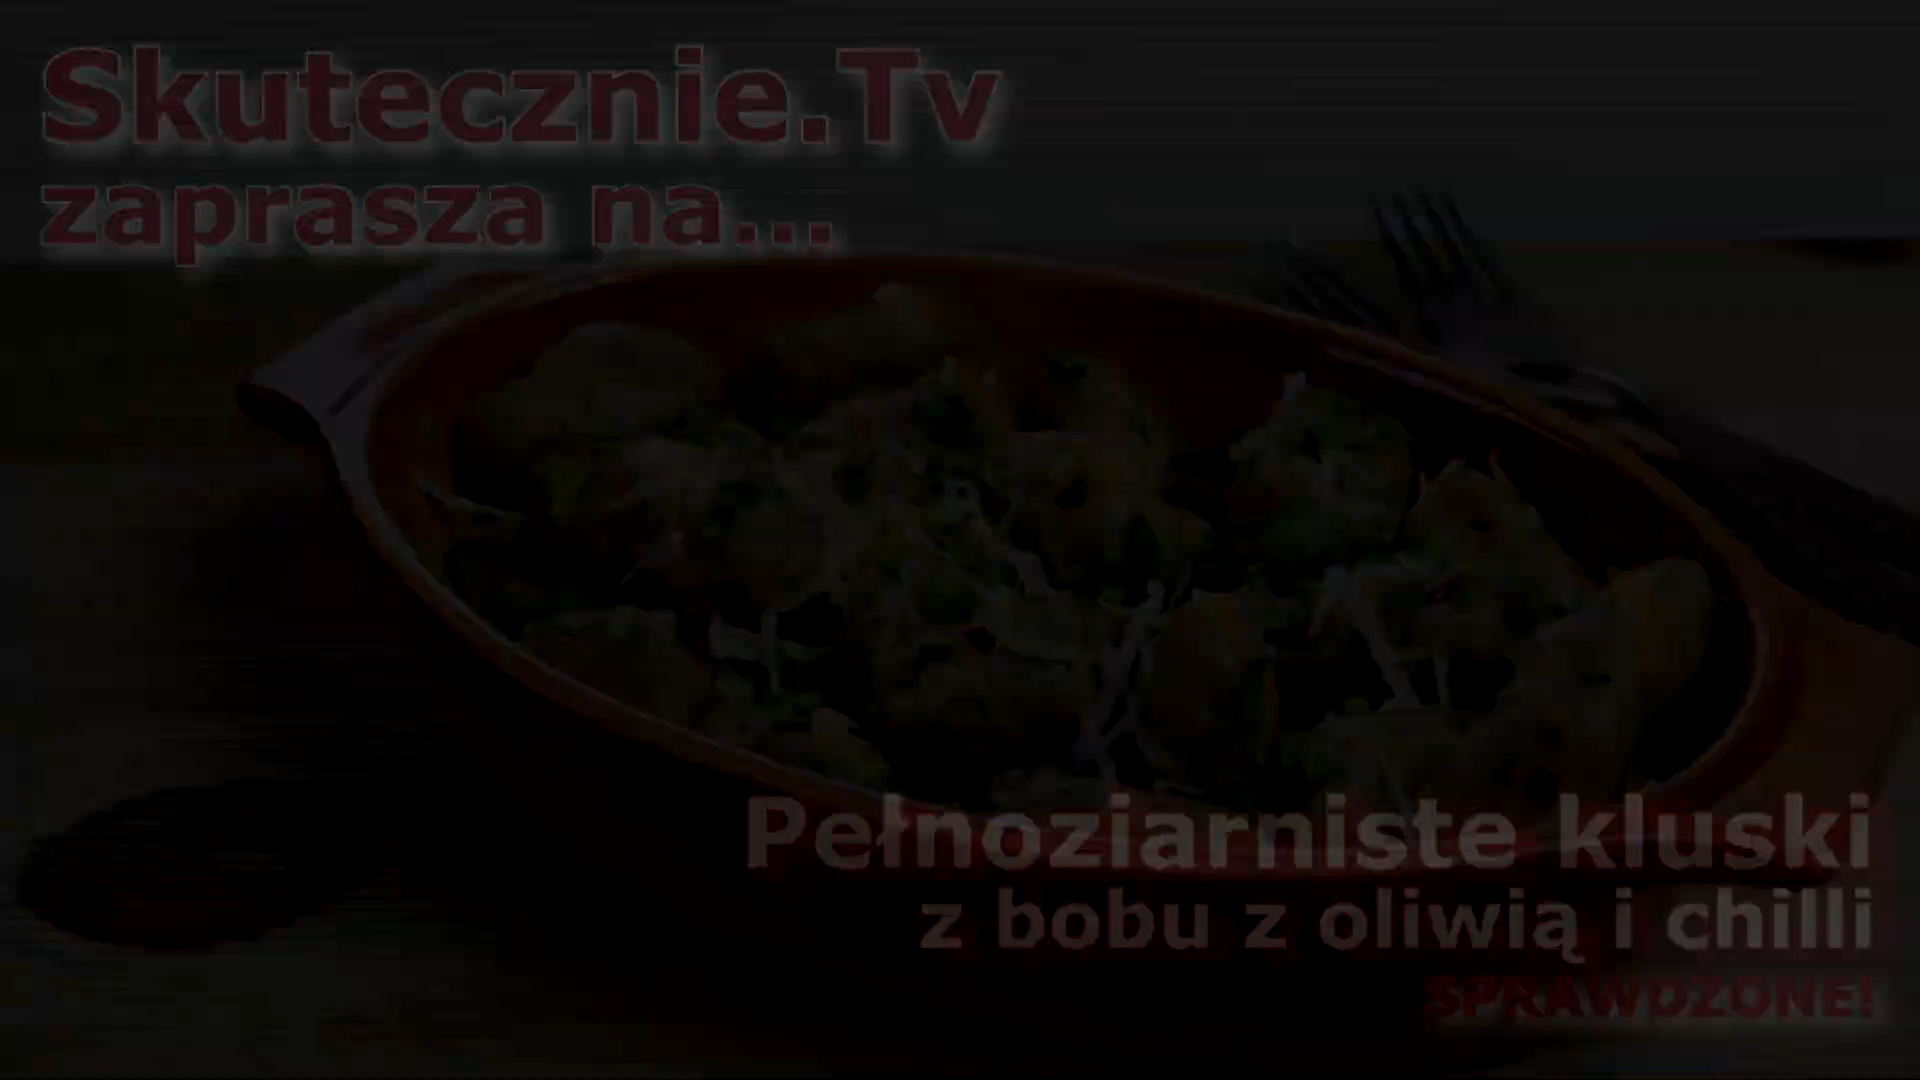 Skutecznie.Tv
zaprasza na...
Pełnoziarniste kluski
z bobu z oliwią i chilli
SPRAWDZONE!